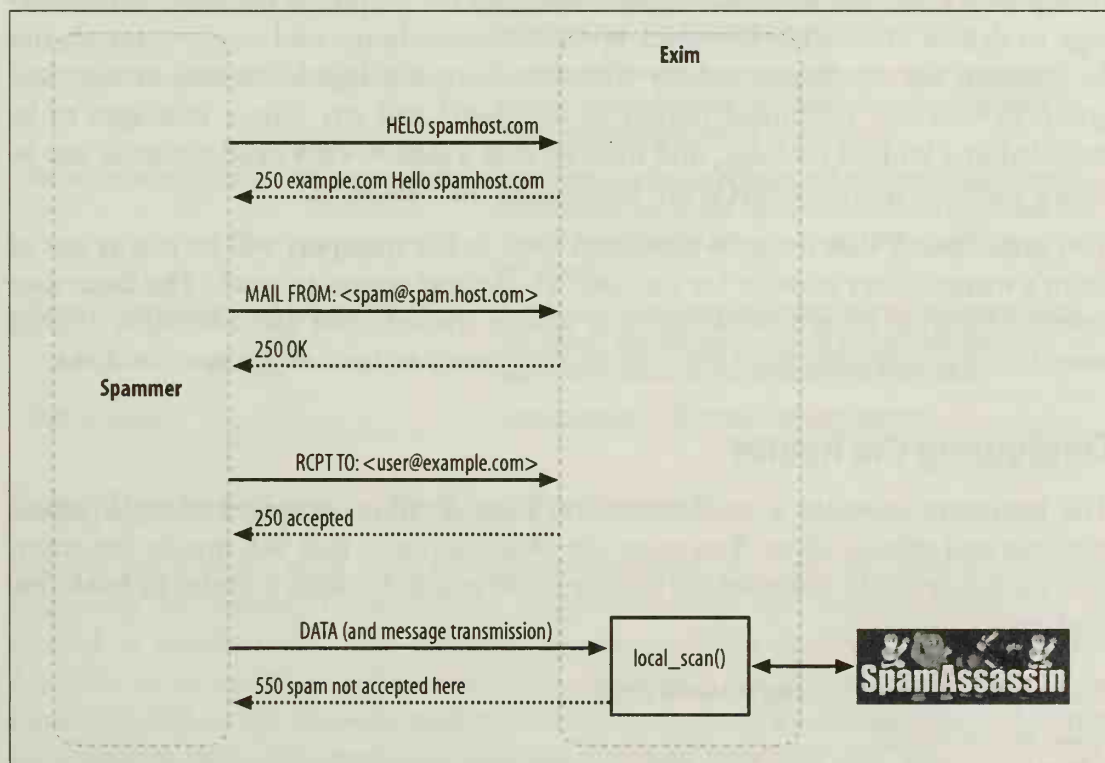 Exim
HELO spamhost.com
250 example.com Hello spamhost.com
MAIL FROM: <spam@spam.host.com>
250 OK
Spammer
RCPT TO: <user@example.com>
250 accepted
DATA (and message transmission)
local_scan()
SpamAssassin
550 spam not accepted here